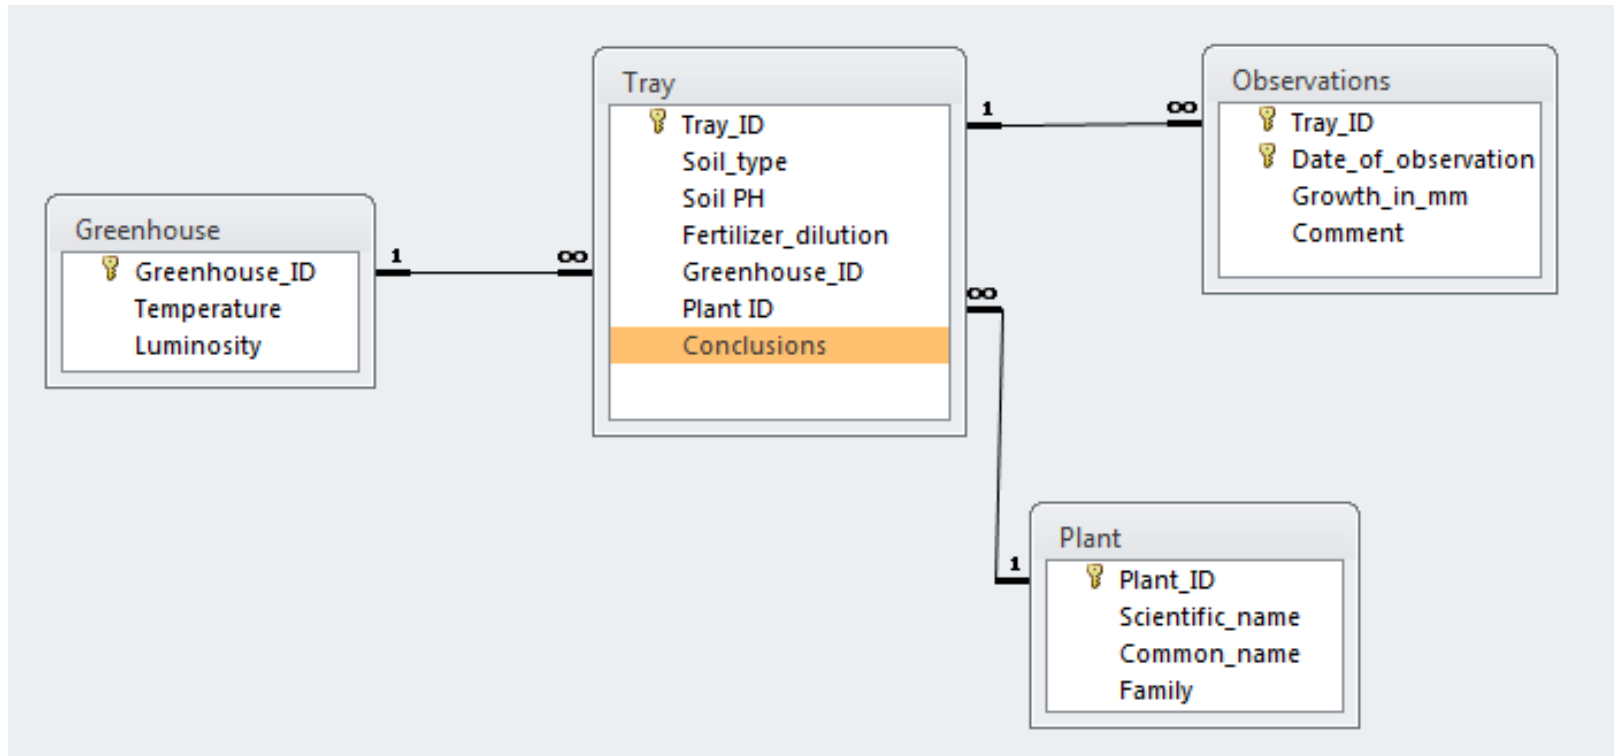 Greenhouse
Greenhouse_ID
Temperature
Luminosity
1
∞
Tray
Tray_ID
Soil_type
Soil PH
Fertilizer_dilution
Greenhouse_ID
Plant ID
Conclusions
1
∞
Observations
Tray_ID
Date_of_observation
Growth_in_mm
Comment
∞
1
Plant
Plant_ID
Scientific_name
Common_name
Family